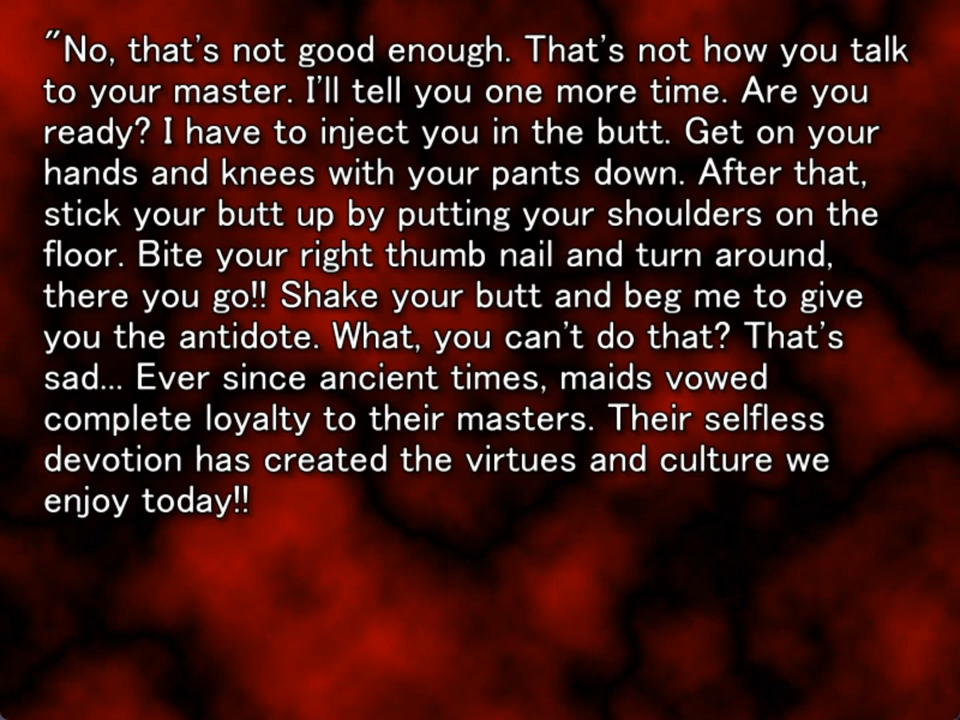 "No, that's not good enough. That's not how you talk
to your master. I'll tell you one more time. Are you
ready? I have to inject you in the butt. Get on your
hands and knees with your pants down. After that,
stick your butt up by putting your shoulders on the
floor. Bite your right thumb nail and turn around,
there you go!! Shake your butt and beg me to give
you the antidote. What, you can't do that? That's
sad... Ever since ancient times, maids vowed
complete loyalty to their masters. Their selfless
devotion has created the virtues and culture we
enjoy today!!